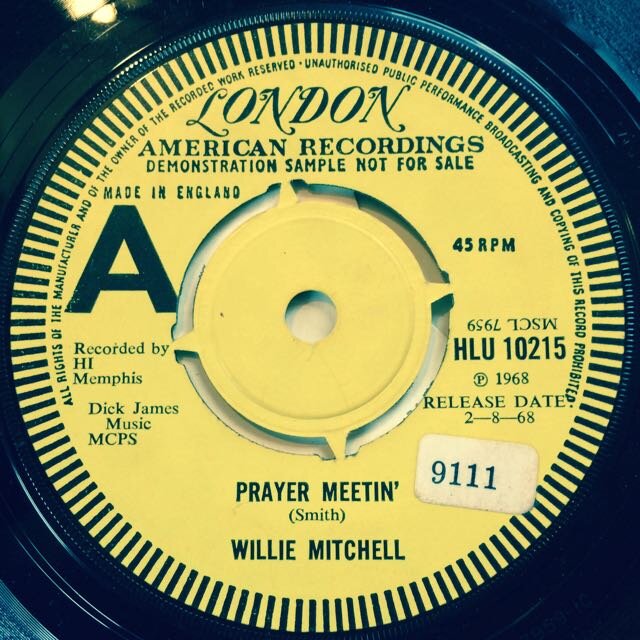 ALL RIGHTS OF THE MANUFACTURER AND OF THE OWNER OF THE RECORDED WORK RESERVED · UNAUTHORISED PUBLIC PERFORMANCE BROADCASTING AND COPYING OF THIS RECORD PROHIBITED
LONDON
AMERICAN RECORDINGS
DEMONSTRATION SAMPLE NOT FOR SALE
MADE IN ENGLAND
A
45 RPM
MSCL 7959
HLU 10215
Ⓟ 1968
RELEASE DATE:
2—8—68
Recorded by
HI
Memphis
Dick James
Music
MCPS
9111
PRAYER MEETIN'
(Smith)
WILLIE MITCHELL